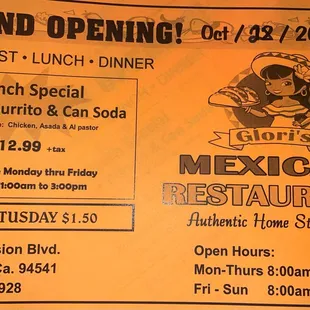 ND OPENING! Oct / 28 / 20
ST • LUNCH • DINNER
nch Special
urrito & Can Soda
o: Chicken, Asada & Al pastor
12.99 +tax
Monday thru Friday
1:00am to 3:00pm
TUSDAY $1.50
sion Blvd.
Ca. 94541
928
Glori's
MEXIC
RESTAUR
Authentic Home St
Open Hours:
Mon-Thurs 8:00am
Fri - Sun 8:00am